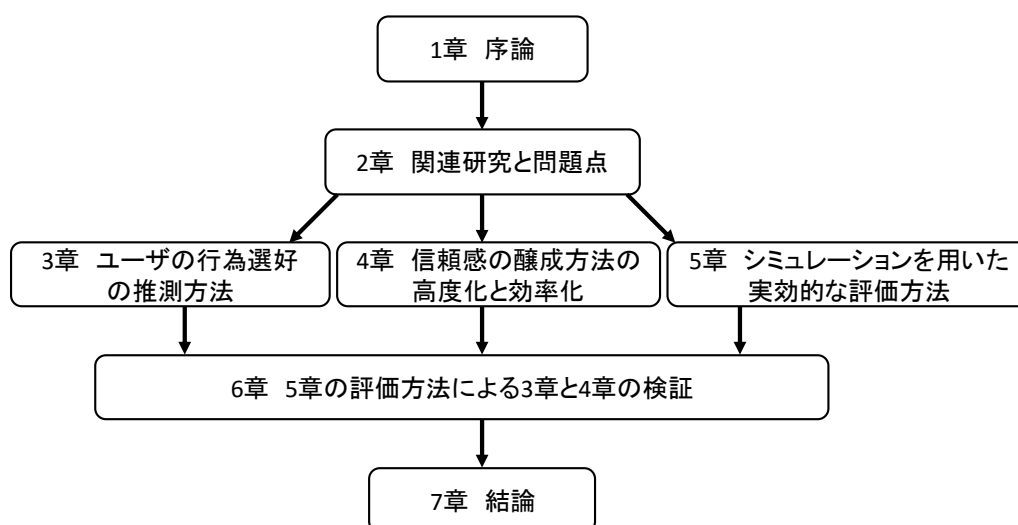 1章 序論
2章 関連研究と問題点
3章 ユーザの行為選好
の推測方法
4章 信頼感の醸成方法の
高度化と効率化
5章 シミュレーションを用いた
実効的な評価方法
6章 5章の評価方法による3章と4章の検証
7章 結論